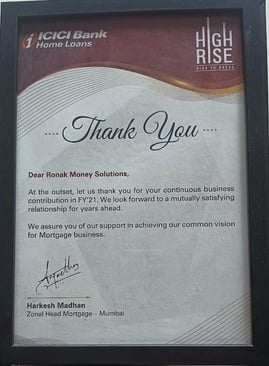 ICICI Bank
Home Loans
HIGH
RISE
Thank You
Dear Ronak Money Solutions,
At the outset, let us thank you for your continuous business
contribution in FY'21. We look forward to a mutually satisfying
relationship for years ahead.
We assure you of our support in achieving our common vision
for Mortgage business.
Harkesh Madhan
Zonal Head Mortgage – Mumbai